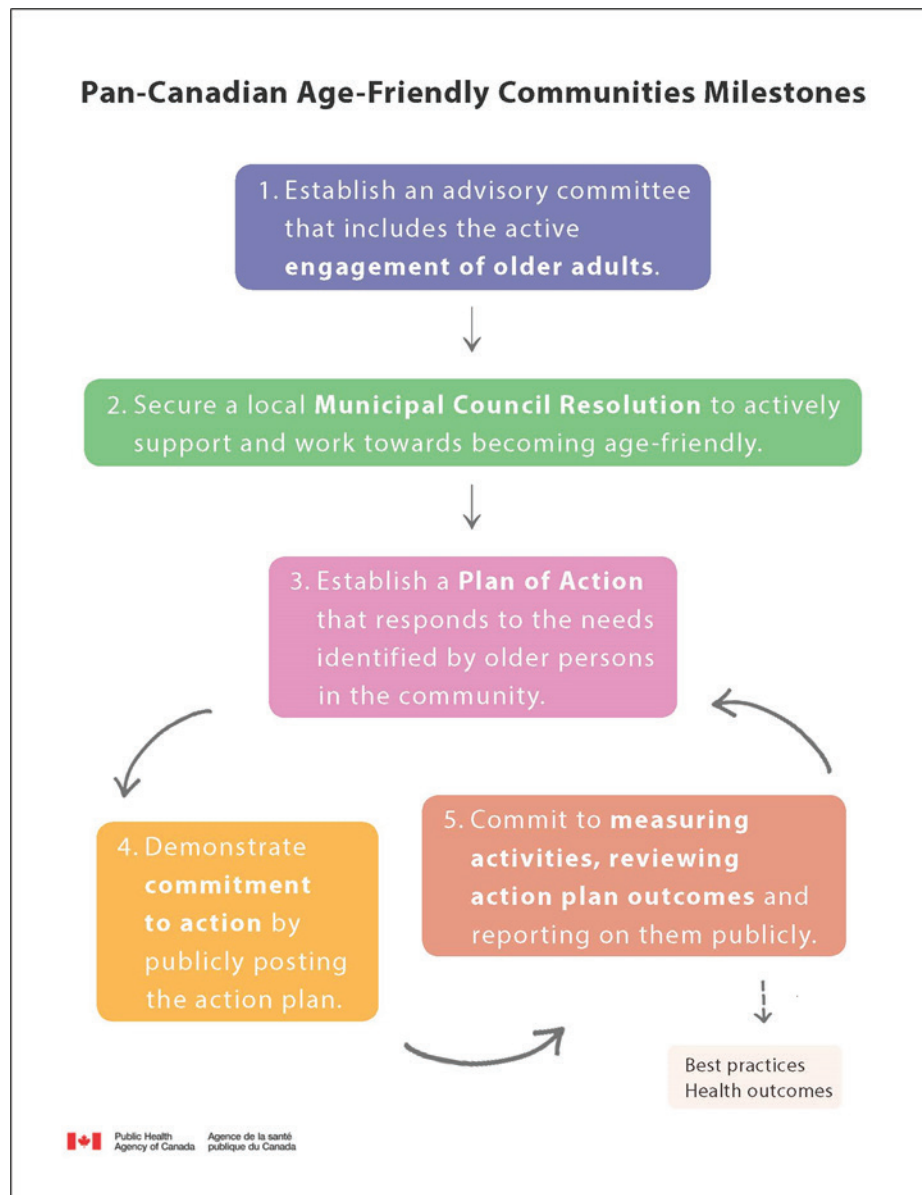 Pan-Canadian Age-Friendly Communities Milestones
1. Establish an advisory committee
that includes the active
engagement of older adults.
2. Secure a local Municipal Council Resolution to actively
support and work towards becoming age-friendly.
3. Establish a Plan of Action
that responds to the needs
identified by older persons
in the community.
4. Demonstrate
commitment
to action by
publicly posting
the action plan.
5. Commit to measuring
activities, reviewing
action plan outcomes and
reporting on them publicly.
Best practices
Health outcomes
Public Health
Agency of Canada
Agence de la santé
publique du Canada